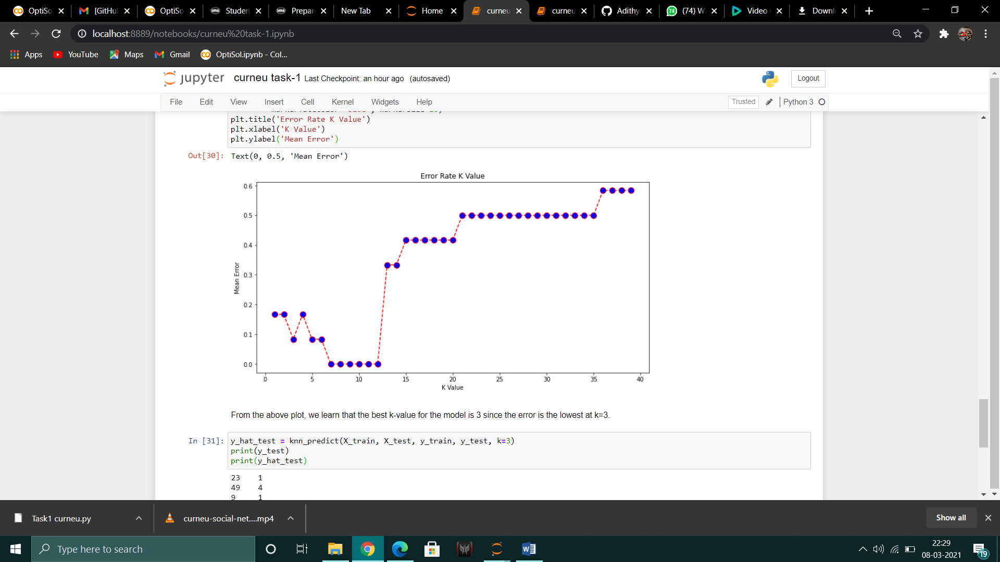 OptiSo
[GitHu
OptiSo
Studen
Prepar
New Tab
Home
curneu
curneu
Adithy
(74) W
Video
Downl
localhost:8889/notebooks/curneu%20task-1.ipynb
Apps YouTube Maps Gmail OptiSol.ipynb - Col...
jupyter curneu task-1 Last Checkpoint: an hour ago (autosaved)
Logout
File Edit View Insert Cell Kernel Widgets Help
Trusted Python 3
plt.title('Error Rate K Value')
plt.xlabel('K Value')
plt.ylabel('Mean Error')
Out[30]: Text(0, 0.5, 'Mean Error')
Error Rate K Value
0.6
0.5
0.4
0.3
0.2
0.1
0.0
Mean Error
0 5 10 15 20 25 30 35 40
K Value
From the above plot, we learn that the best k-value for the model is 3 since the error is the lowest at k=3.
In [31]: y_hat_test = knn_predict(X_train, X_test, y_train, y_test, k=3)
print(y_test)
print(y_hat_test)
23 1
49 4
9 1
Task1 curneu.py
curneu-social-net....mp4
Show all
Type here to search
22:29
08-03-2021
19